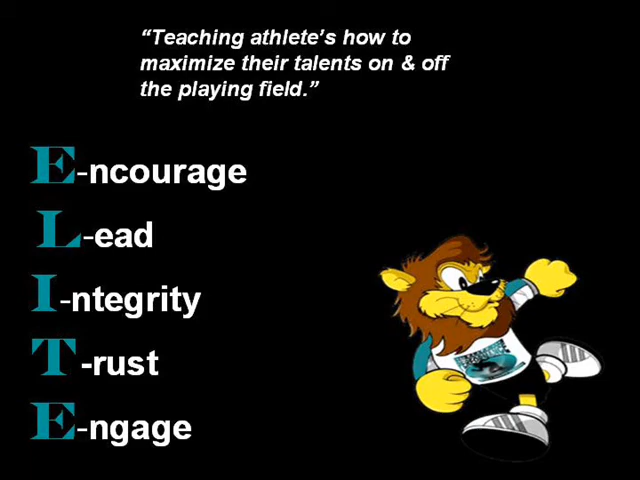 “Teaching athlete’s how to
maximize their talents on & off
the playing field.”
E-ncourage
L-ead
I-ntegrity
T-rust
E-ngage